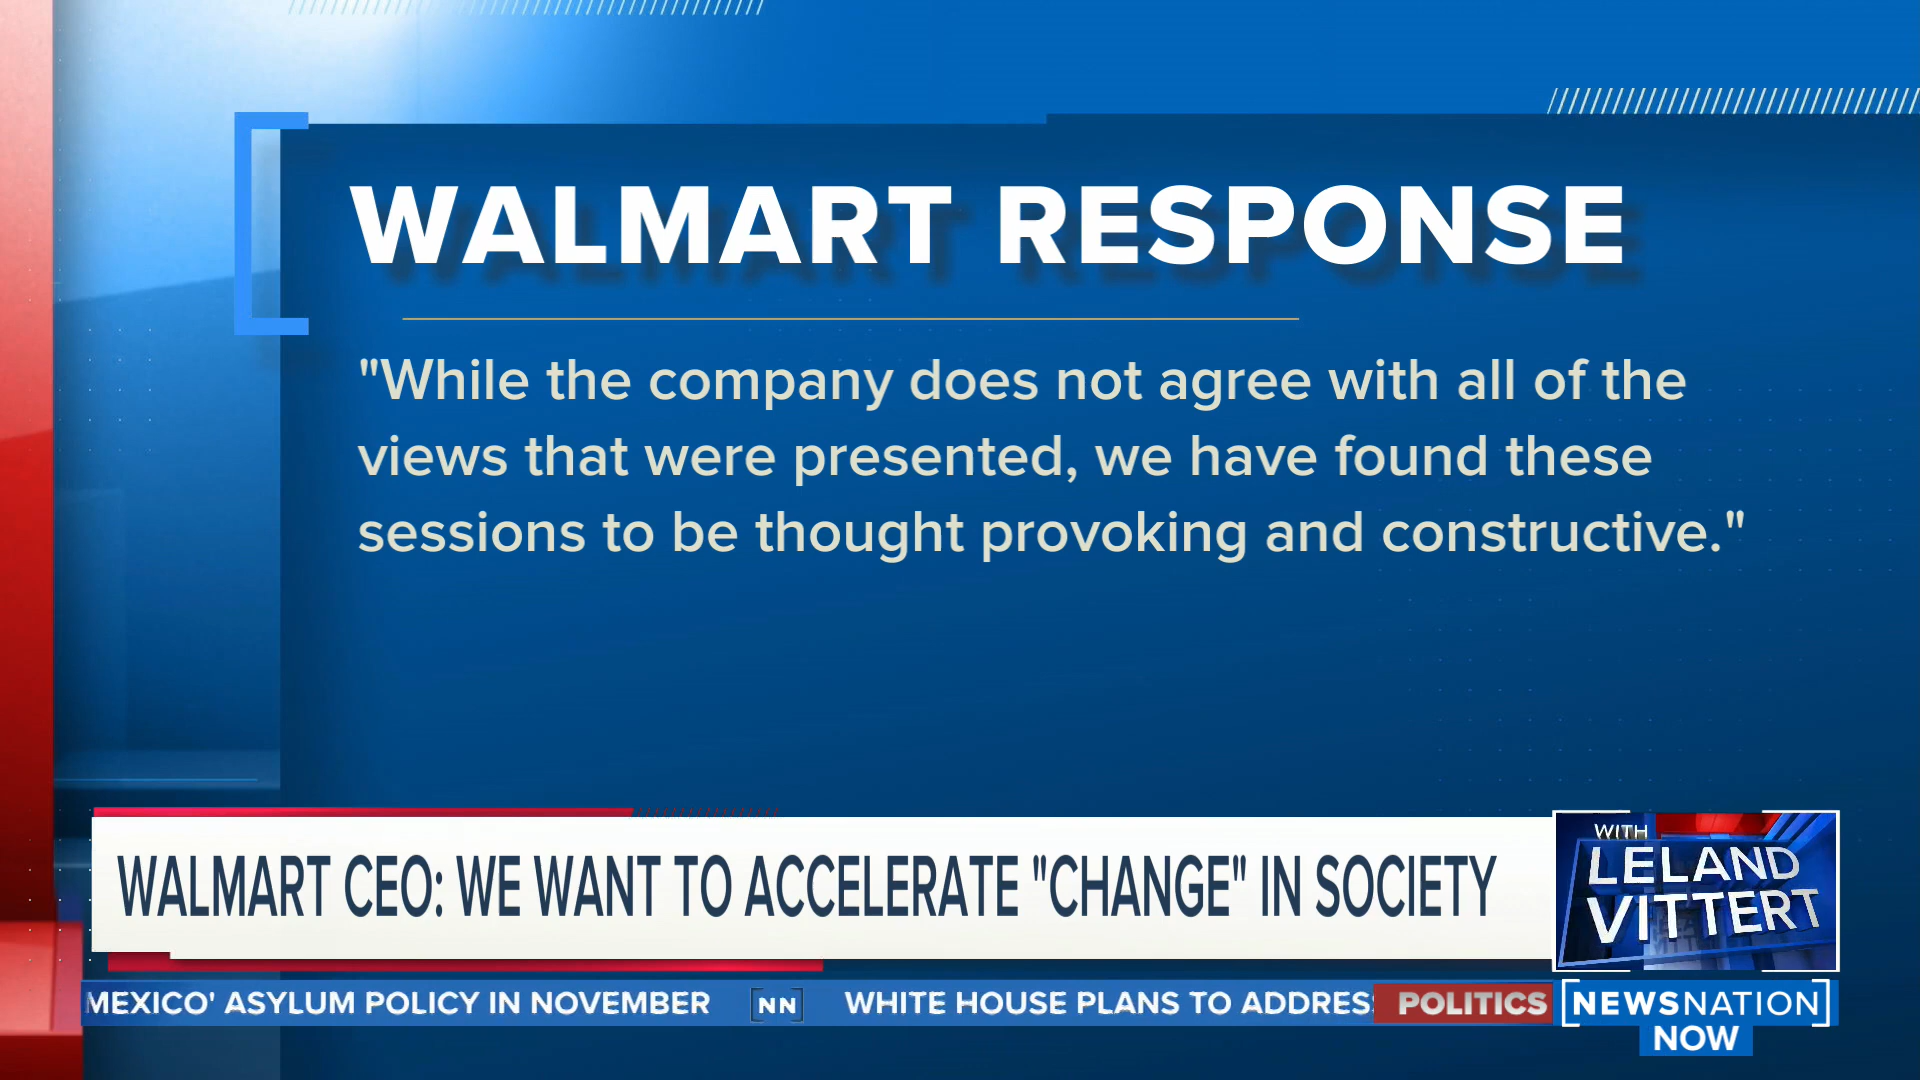 WALMART RESPONSE
"While the company does not agree with all of the
views that were presented, we have found these
sessions to be thought provoking and constructive."
WALMART CEO: WE WANT TO ACCELERATE "CHANGE" IN SOCIETY
WITH
LELAND
VITTERT
MEXICO' ASYLUM POLICY IN NOVEMBER [NN] WHITE HOUSE PLANS TO ADDRES POLITICS [NEWSNATION]
NOW